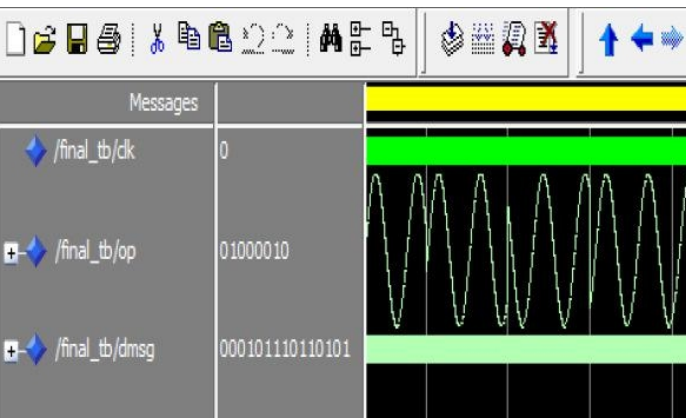 Messages
/final_tb/clk 0
/final_tb/op 01000010
/final_tb/dmsg 000101110110101